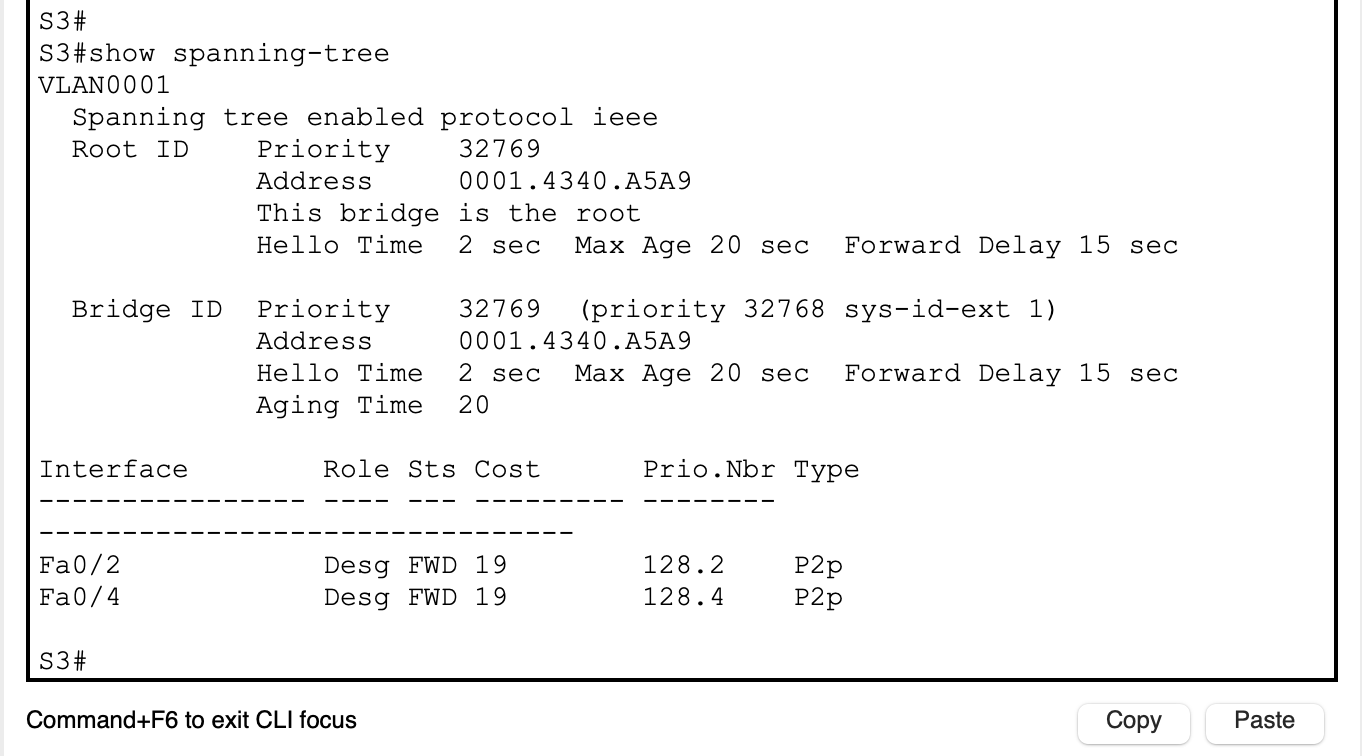 S3#
S3#show spanning-tree
VLAN0001
  Spanning tree enabled protocol ieee
  Root ID    Priority    32769
             Address     0001.4340.A5A9
             This bridge is the root
             Hello Time  2 sec  Max Age 20 sec  Forward Delay 15 sec

  Bridge ID  Priority    32769  (priority 32768 sys-id-ext 1)
             Address     0001.4340.A5A9
             Hello Time  2 sec  Max Age 20 sec  Forward Delay 15 sec
             Aging Time  20

Interface        Role Sts Cost      Prio.Nbr Type
---------------- ---- --- --------- --------
--------------------------------
Fa0/2            Desg FWD 19        128.2    P2p
Fa0/4            Desg FWD 19        128.4    P2p

S3#
Command+F6 to exit CLI focus
Copy
Paste